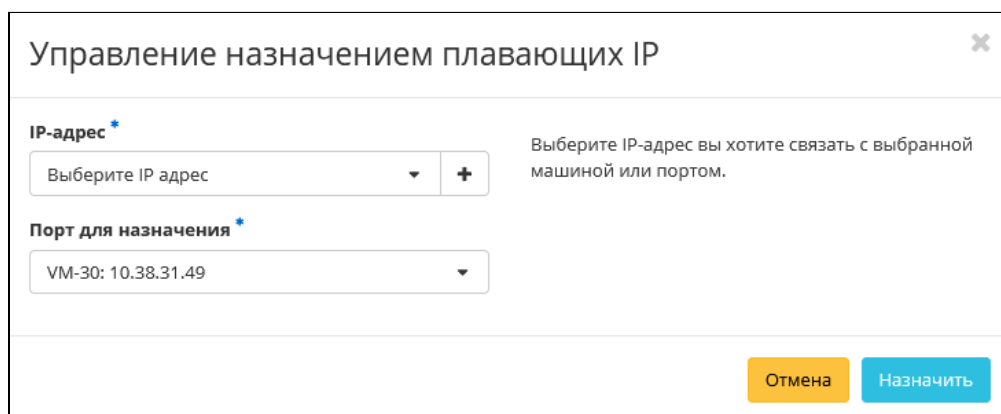 Управление назначением плавающих IP
IP-адрес *
Выберите IP адрес
Порт для назначения *
VM-30: 10.38.31.49
Выберите IP-адрес вы хотите связать с выбранной
машиной или портом.
Отмена
Назначить